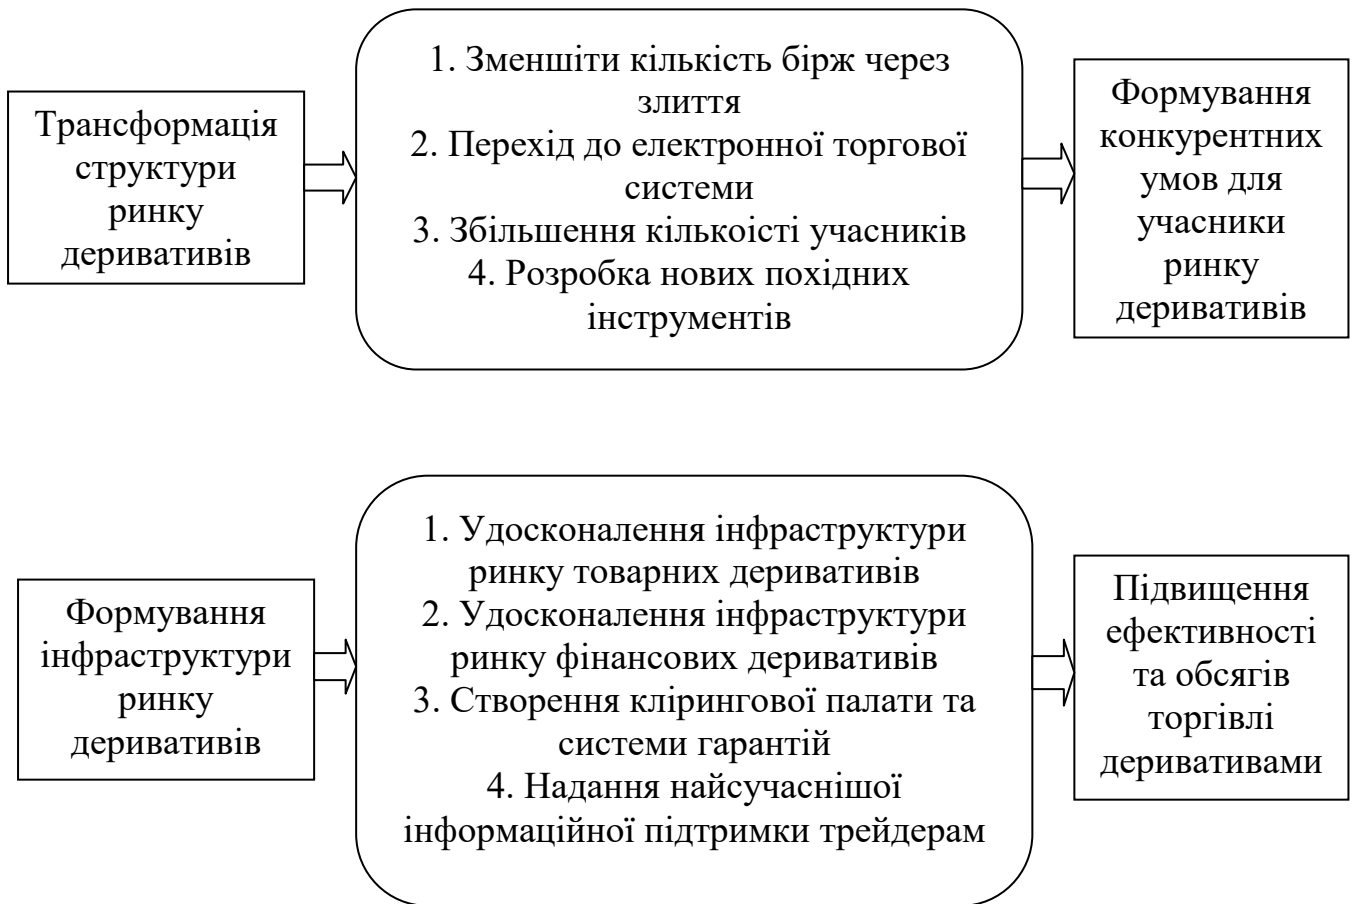 Трансформація
структури
ринку
деривативів
1. Зменшіти кількість бірж через
злиття
2. Перехід до електронної торгової
системи
3. Збільшення кількоісті учасників
4. Розробка нових похідних
інструментів
Формування
конкурентних
умов для
учасники
ринку
деривативів
Формування
інфраструктури
ринку
деривативів
1. Удосконалення інфраструктури
ринку товарних деривативів
2. Удосконалення інфраструктури
ринку фінансових деривативів
3. Створення клірингової палати та
системи гарантій
4. Надання найсучаснішої
інформаційної підтримки трейдерам
Підвищення
ефективності
та обсягів
торгівлі
деривативами